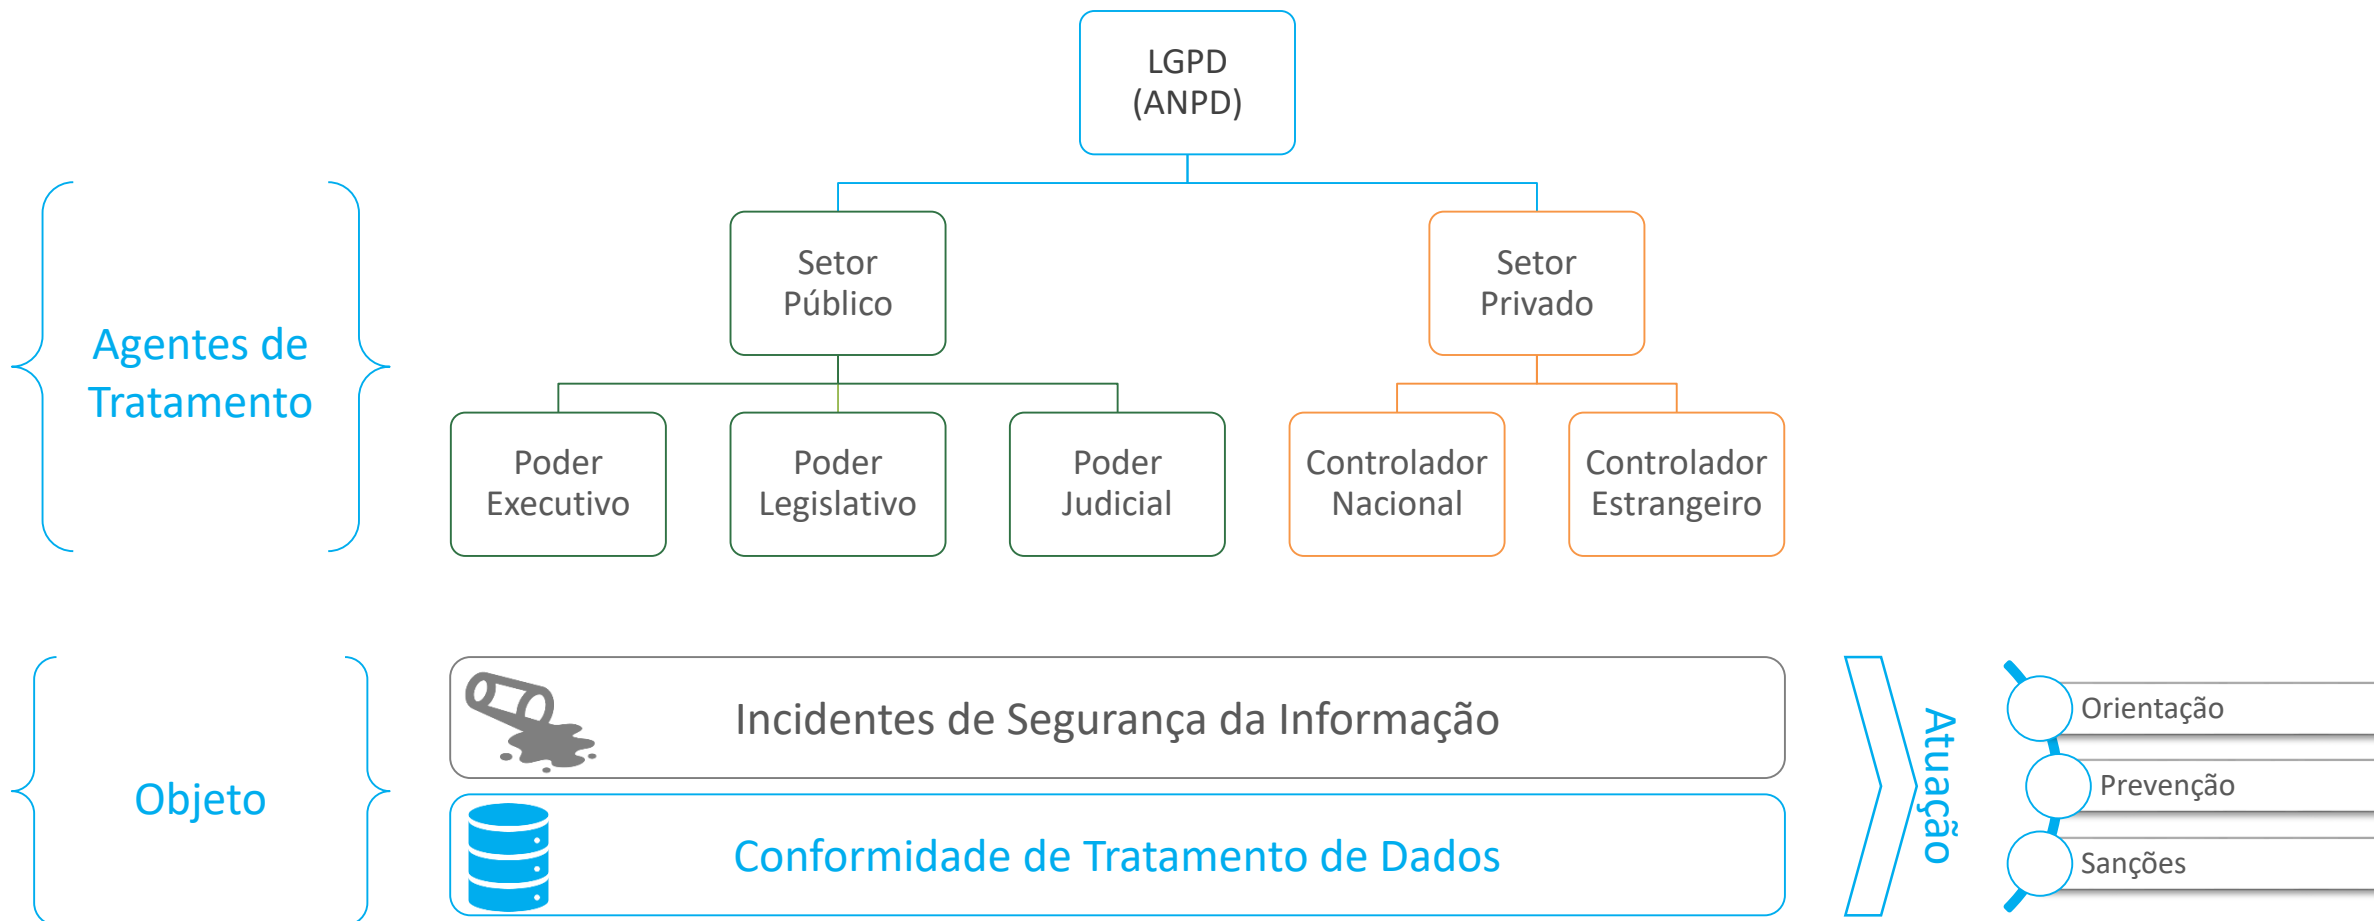 LGPD
(ANPD)
Setor
Público
Setor
Privado
Agentes de
Tratamento
Poder
Executivo
Poder
Legislativo
Poder
Judicial
Controlador
Nacional
Controlador
Estrangeiro
Objeto
Incidentes de Segurança da Informação
Conformidade de Tratamento de Dados
Atuação
Orientação
Prevenção
Sanções